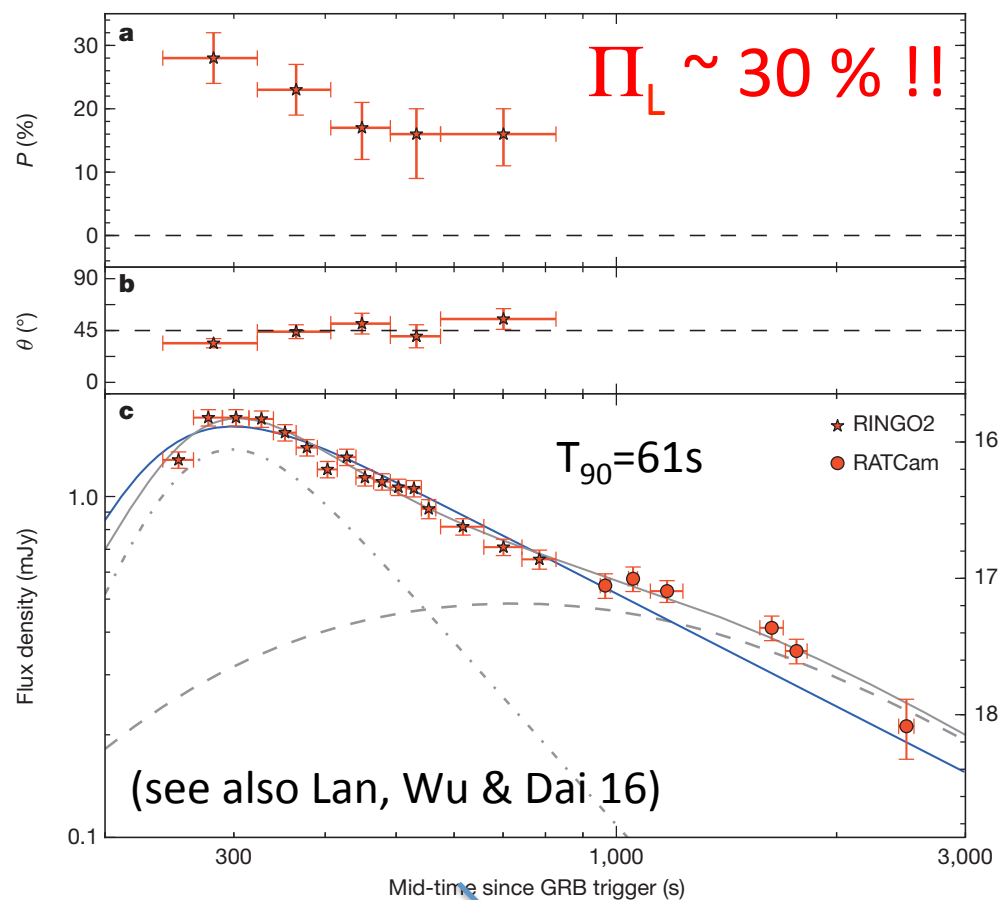 a
30
20
10
0
P (%)
Π_L ~ 30 % !!
b
90
45
0
θ (°)
c
RINGO2
RATCam
T_90=61s
1.0
0.1
Flux density (mJy)
16
17
18
(see also Lan, Wu & Dai 16)
300
1,000
3,000
Mid-time since GRB trigger (s)